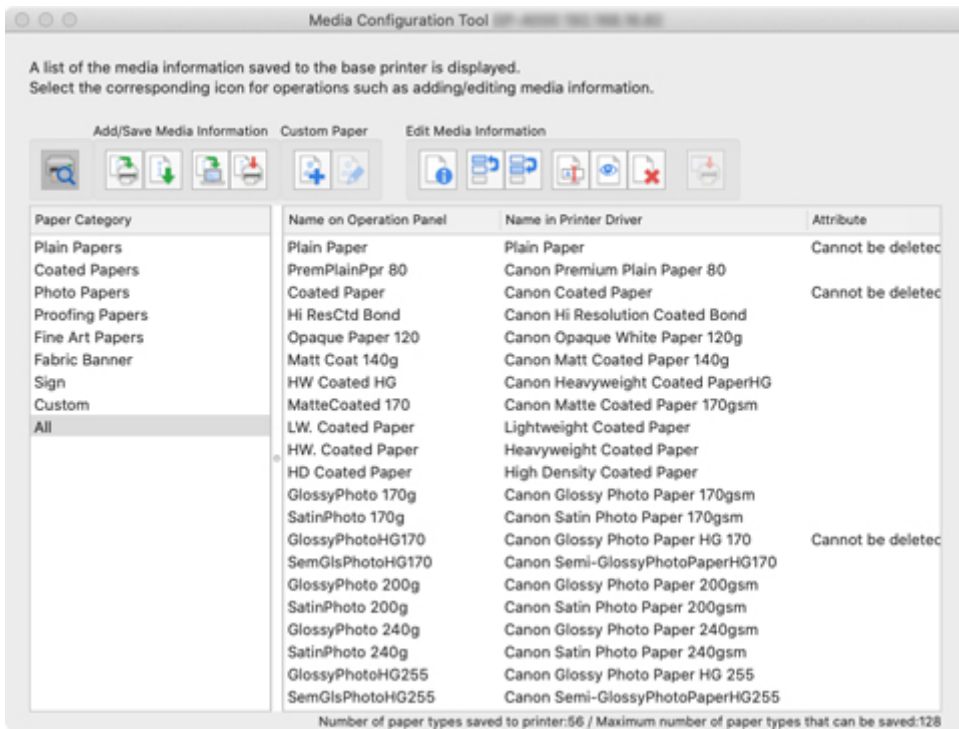 Media Configuration Tool
A list of the media information saved to the base printer is displayed.
Select the corresponding icon for operations such as adding/editing media information.
Add/Save Media Information Custom Paper Edit Media Information
Paper Category Name on Operation Panel Name in Printer Driver Attribute
Plain Papers Plain Paper Plain Paper Cannot be deleted
Coated Papers PremPlainPpr 80 Canon Premium Plain Paper 80
Photo Papers Coated Paper Canon Coated Paper Cannot be deleted
Proofing Papers Hi ResCtd Bond Canon Hi Resolution Coated Bond
Fine Art Papers Opaque Paper 120 Canon Opaque White Paper 120g
Fabric Banner Matt Coat 140g Canon Matt Coated Paper 140g
Sign HW Coated HG Canon Heavyweight Coated PaperHG
Custom MatteCoated 170 Canon Matte Coated Paper 170gsm
All LW. Coated Paper Lightweight Coated Paper
HW. Coated Paper Heavyweight Coated Paper
HD Coated Paper High Density Coated Paper
GlossyPhoto 170g Canon Glossy Photo Paper 170gsm
SatinPhoto 170g Canon Satin Photo Paper 170gsm
GlossyPhotoHG170 Canon Glossy Photo Paper HG 170 Cannot be deleted
SemGlsPhotoHG170 Canon Semi-GlossyPhotoPaperHG170
GlossyPhoto 200g Canon Glossy Photo Paper 200gsm
SatinPhoto 200g Canon Satin Photo Paper 200gsm
GlossyPhoto 240g Canon Glossy Photo Paper 240gsm
SatinPhoto 240g Canon Satin Photo Paper 240gsm
GlossyPhotoHG255 Canon Glossy Photo Paper HG 255
SemGlsPhotoHG255 Canon Semi-GlossyPhotoPaperHG255
Number of paper types saved to printer:56 / Maximum number of paper types that can be saved:128